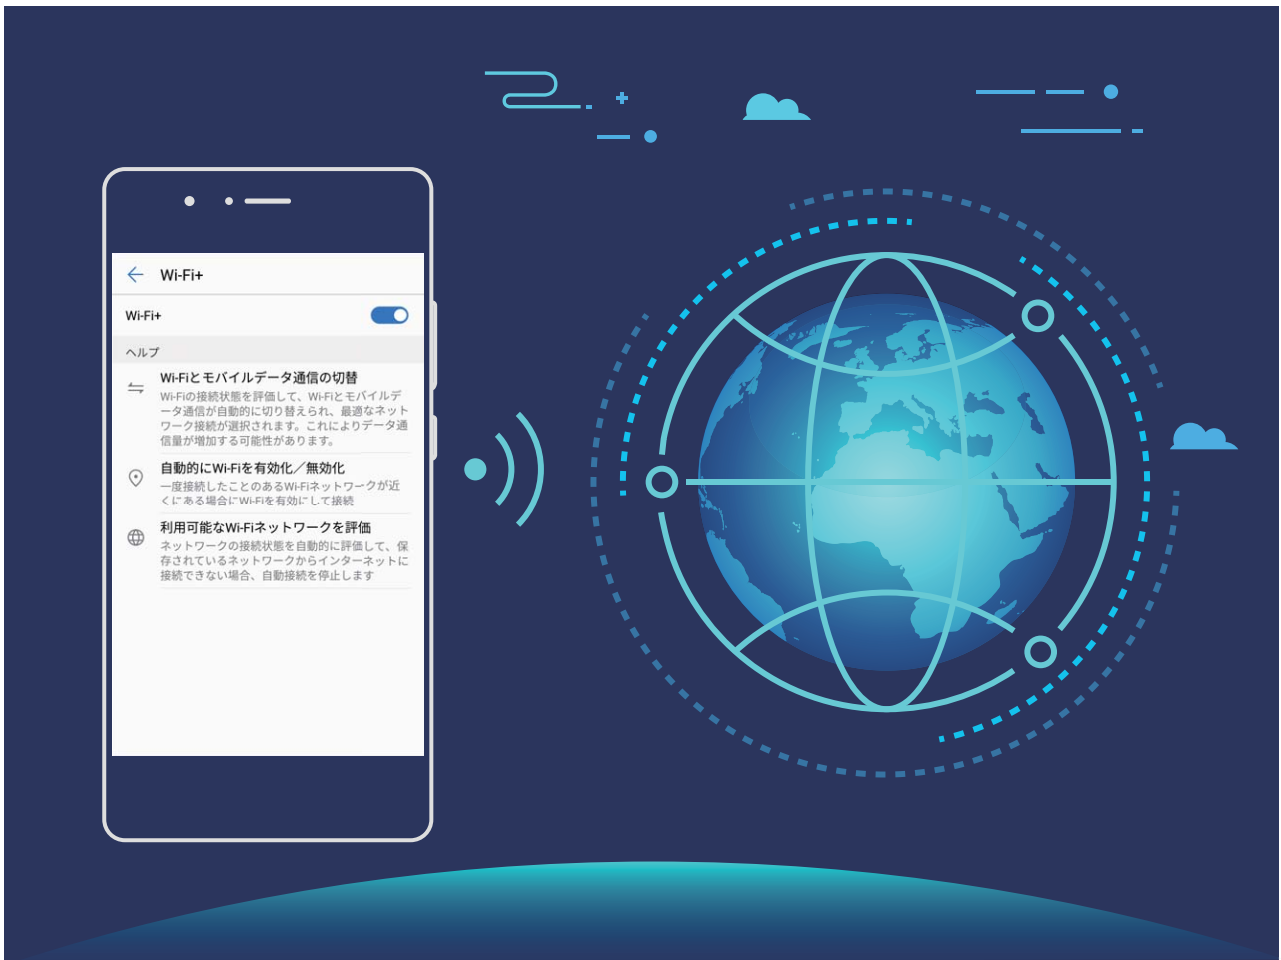 Wi-Fi+
Wi-Fi+
ヘルプ
Wi-Fiとモバイルデータ通信の切替
Wi-Fiの接続状態を評価して、Wi-Fiとモバイルデ
ータ通信が自動的に切り替えられ、最適なネット
ワーク接続が選択されます。これによりデータ通
信量が増加する可能性があります。
自動的にWi-Fiを有効化／無効化
一度接続したことのあるWi-Fiネットワークが近
くにある場合にWi-Fiを有効にして接続
利用可能なWi-Fiネットワークを評価
ネットワークの接続状態を自動的に評価して、保
存されているネットワークからインターネットに
接続できない場合、自動接続を停止します